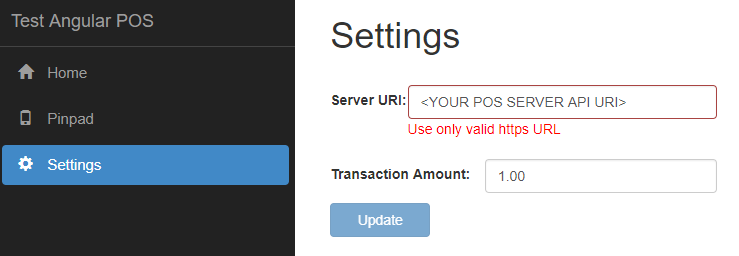 Test Angular POS
Home
Pinpad
Settings
Settings
Server URI: <YOUR POS SERVER API URI>
Use only valid https URL
Transaction Amount: 1.00
Update